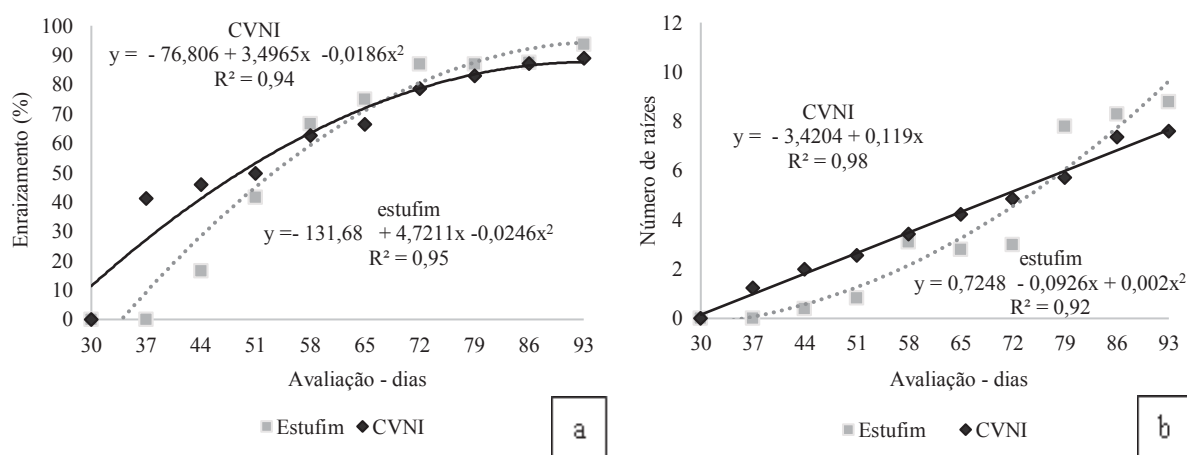 100
90
80
70
60
50
40
30
20
10
0
Enraizamento (%)
CVNI
y = - 76,806 + 3,4965x -0,0186x²
R² = 0,94
estufim
y =- 131,68 + 4,7211x -0,0246x²
R² = 0,95
30 37 44 51 58 65 72 79 86 93
Avaliação - dias
Estufim CVNI
a
12
10
8
6
4
2
0
Número de raízes
CVNI
y = - 3,4204 + 0,119x
R² = 0,98
estufim
y = 0,7248 - 0,0926x + 0,002x²
R² = 0,92
30 37 44 51 58 65 72 79 86 93
Avaliação - dias
Estufim CVNI
b